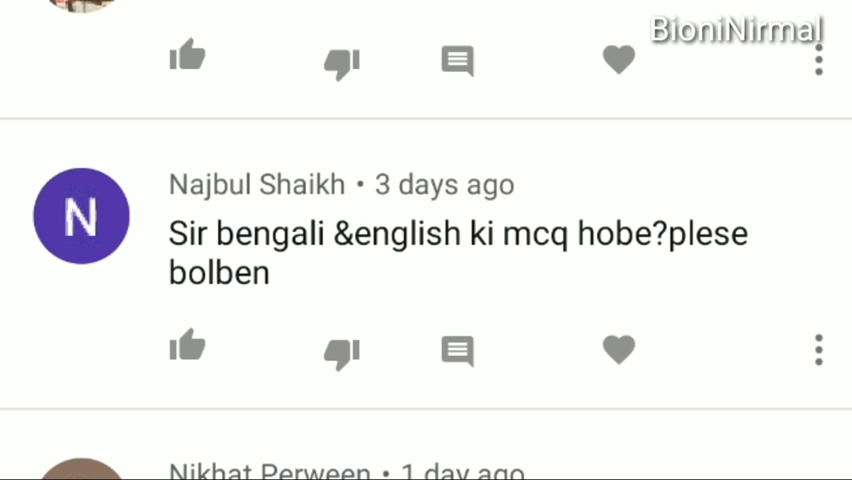 BioniNirmal
N
Najbul Shaikh • 3 days ago
Sir bengali &english ki mcq hobe?plese
bolben
Nikhat Perween • 1 day ago